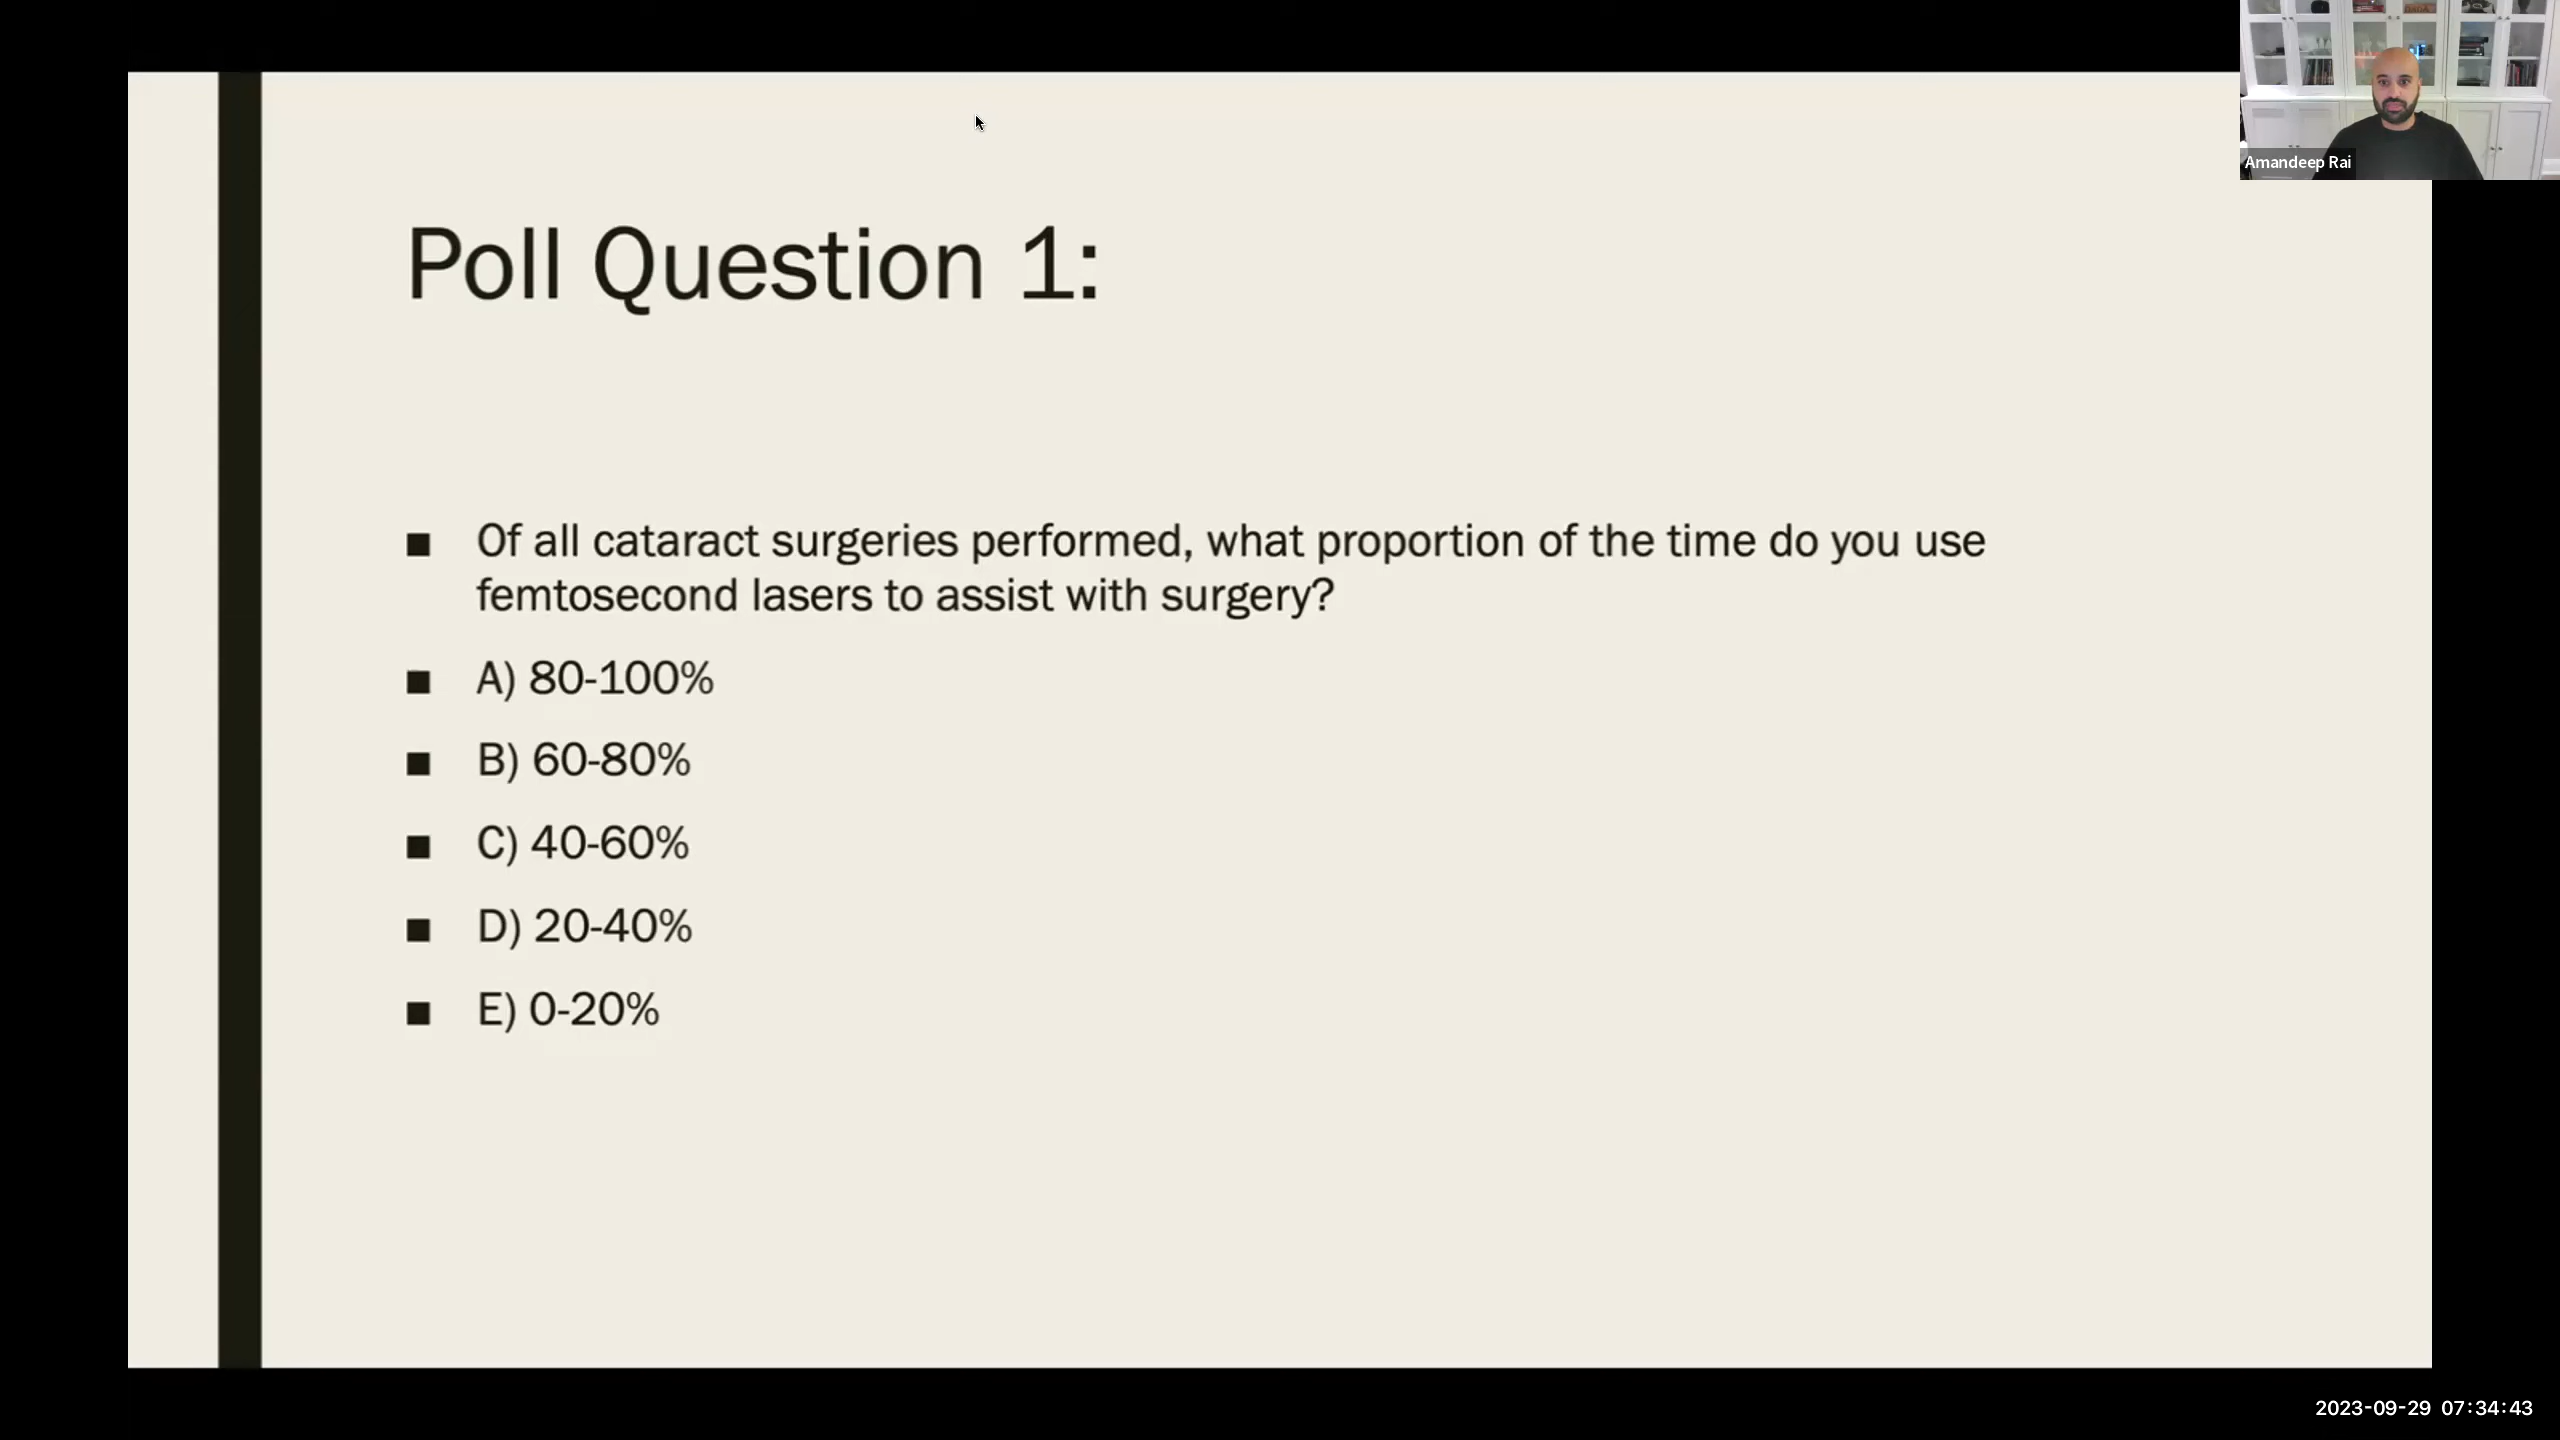 Amandeep Rai
Poll Question 1:
■ Of all cataract surgeries performed, what proportion of the time do you use
femtosecond lasers to assist with surgery?
■ A) 80-100%
■ B) 60-80%
■ C) 40-60%
■ D) 20-40%
■ E) 0-20%
2023-09-29 07:34:43